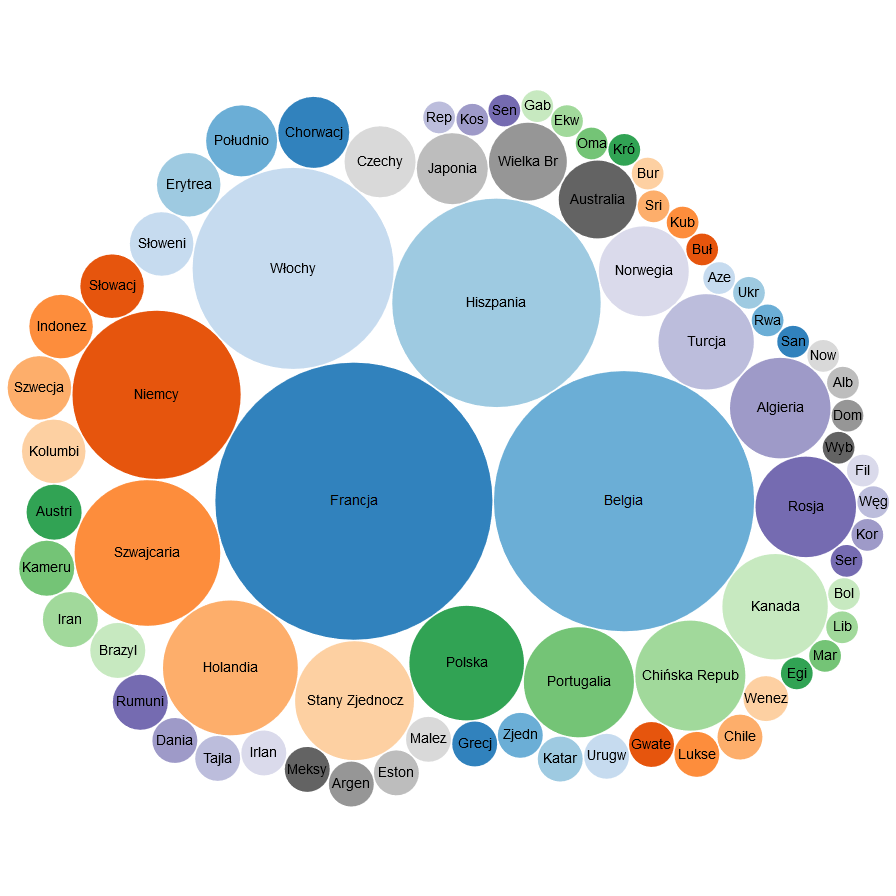 Rep
Kos
Sen
Gab
Ekw
Oma
Kró
Bur
Sri
Kub
Buł
Aze
Ukr
Rwa
San
Now
Alb
Dom
Wyb
Fil
Węg
Kor
Ser
Bol
Lib
Mar
Egi
Wenez
Chile
Lukse
Gwate
Urugw
Katar
Zjedn
Grecj
Malez
Eston
Argen
Meksy
Irlan
Tajla
Dania
Rumuni
Brazyl
Iran
Kameru
Austri
Kolumbi
Szwecja
Indonez
Słowacj
Słoweni
Erytrea
Południo
Chorwacj
Czechy
Japonia
Wielka Br
Australia
Norwegia
Turcja
Algieria
Rosja
Kanada
Chińska Repub
Portugalia
Polska
Stany Zjednocz
Holandia
Szwajcaria
Niemcy
Włochy
Hiszpania
Belgia
Francja